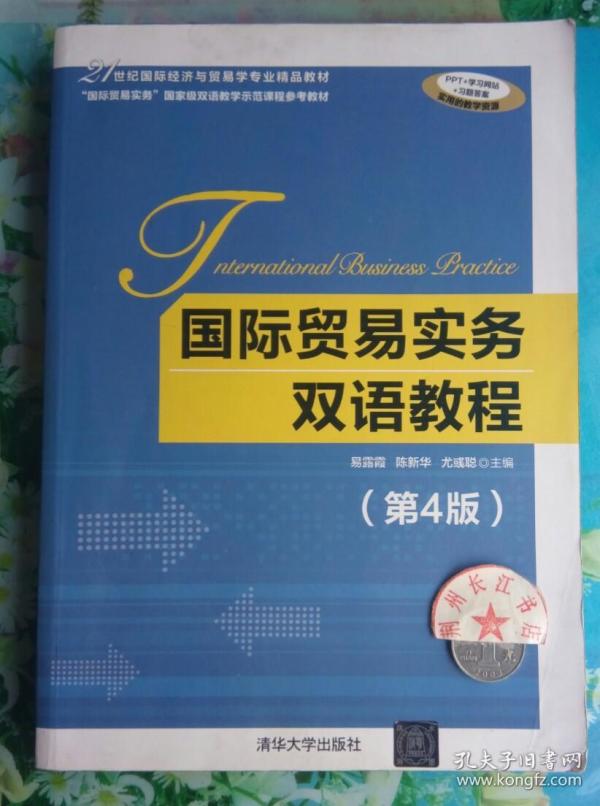 21世纪国际经济与贸易学专业精品教材
“国际贸易实务”国家级双语教学示范课程参考教材
PPT+学习网站
+习题答案
实用的教学资源
International Business Practice
国际贸易实务
双语教程
易露霞 陈新华 尤彧聪◎主编
（第4版）
荆州长江书店
1
清华大学出版社
孔夫子旧书网
www.kongfz.com